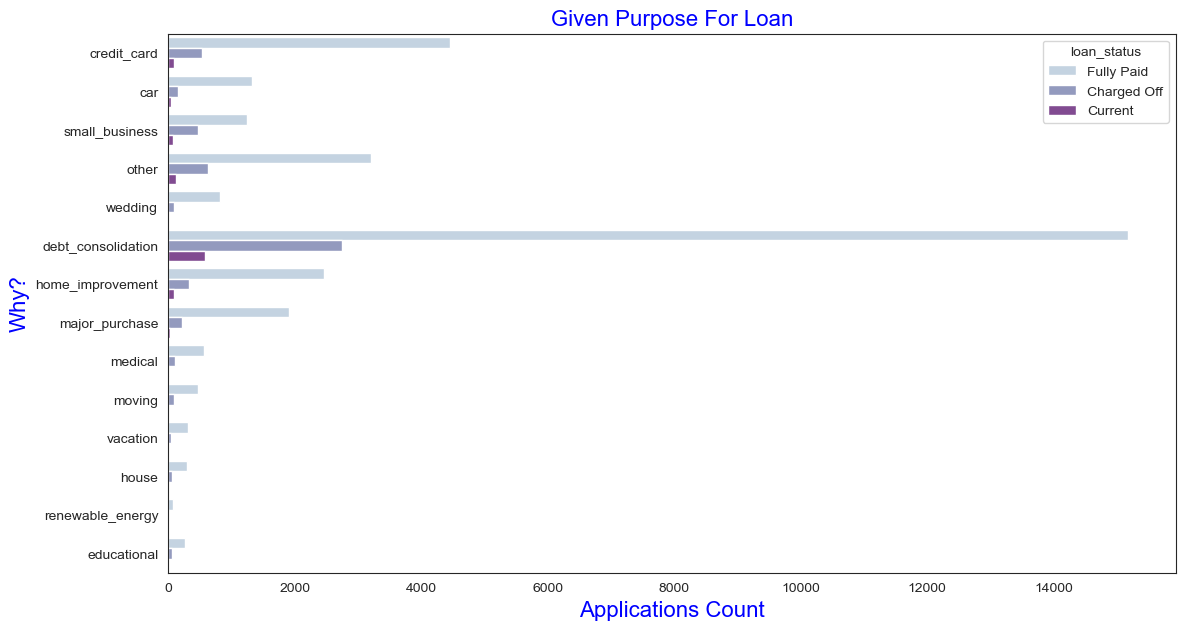 Given Purpose For Loan
loan_status
Fully Paid
Charged Off
Current
Why?
credit_card
car
small_business
other
wedding
debt_consolidation
home_improvement
major_purchase
medical
moving
vacation
house
renewable_energy
educational
0 2000 4000 6000 8000 10000 12000 14000
Applications Count